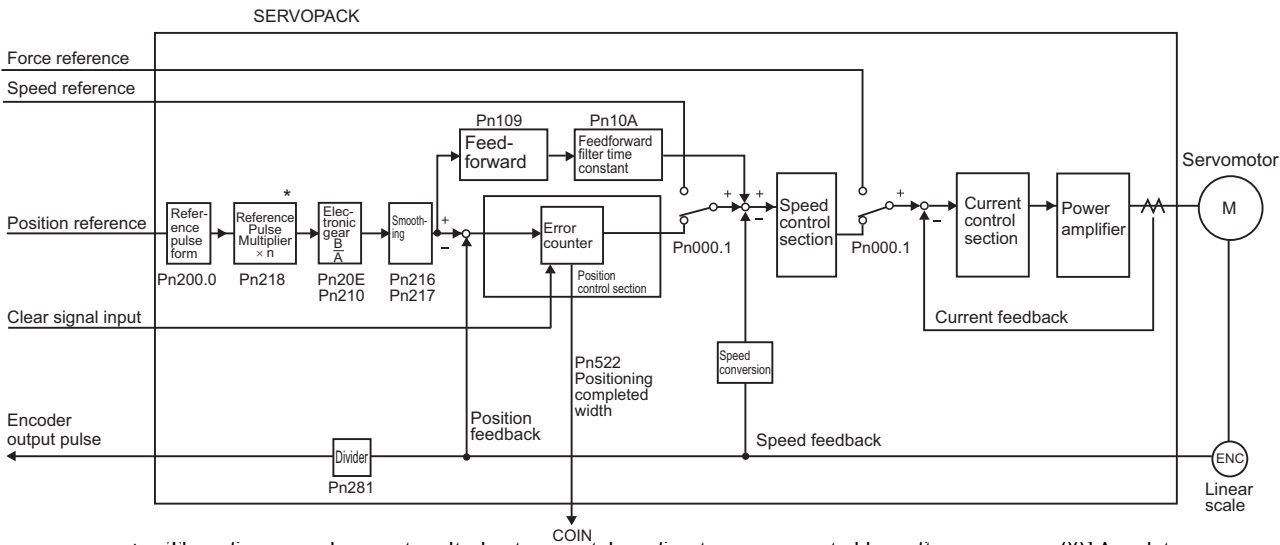 SERVOPACK
Force reference
Speed reference
Pn109
Pn10A
Feed-
forward
Feedforward
filter time
constant
Servomotor
*
Position reference
Refer-
ence
pulse
form
Reference
Pulse
Multiplier
× n
Elec-
tronic
gear
B
A
Smooth-
ing
+
−
Error
counter
Position
control section
+
+
−
Speed
control
section
+
−
Current
control
section
Power
amplifier
M
Pn200.0
Pn218
Pn20E
Pn210
Pn216
Pn217
Pn000.1
Pn000.1
Clear signal input
Current feedback
Speed
conversion
Pn522
Positioning
completed
width
Encoder
output pulse
Position
feedback
Speed feedback
Divider
Pn281
ENC
Linear
scale
COIN